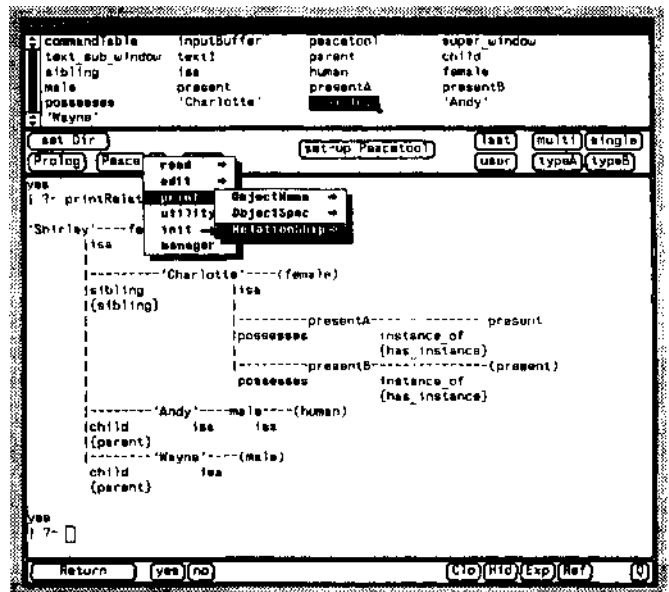 commandTable inputBuffer peacetool super_window
text_sub_window text1 parent child
sibling isa human female
male present presentA presentB
possesses 'Charlotte' 'Andy'
'Wayne'
set Dir set-up Peacetool last multi single
Prolog Peace user typeA typeB
read
edit
yes
| ?- printRelat print ObjectName
utility ObjectSpec
'Shirley' init Relationship
isa manager
'Charlotte'----(female)
sibling isa
{sibling}
presentA present
possesses instance_of
{has_instance}
presentB (present)
possesses instance_of
{has_instance}
'Andy'----male----(human)
child isa isa
{parent}
'Wayne'----(male)
child isa
{parent}
yes
| ?-
Return yes no Clo Hid Exp Ref Q